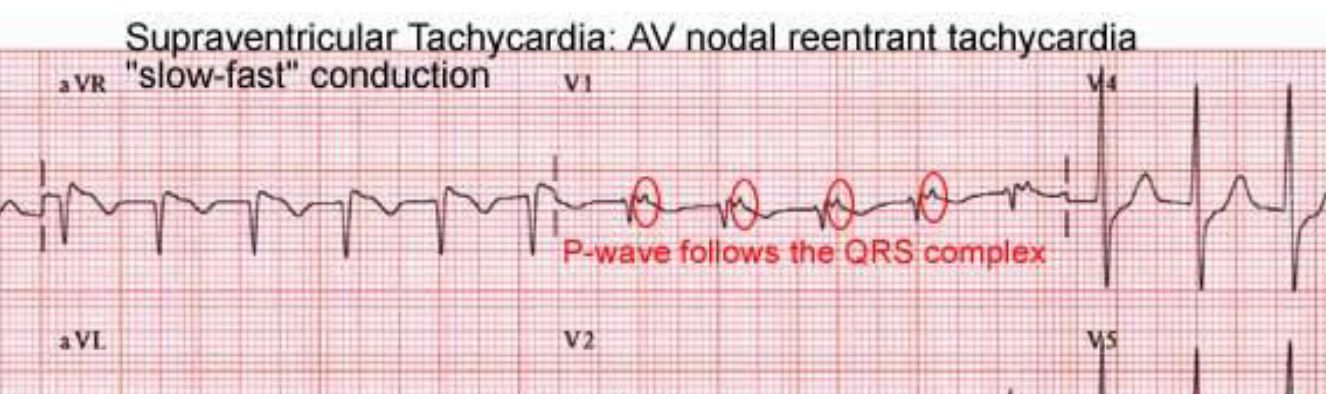 Supraventricular Tachycardia: AV nodal reentrant tachycardia
"slow-fast" conduction
aVR
V1
V4
P-wave follows the QRS complex
aVL
V2
V5